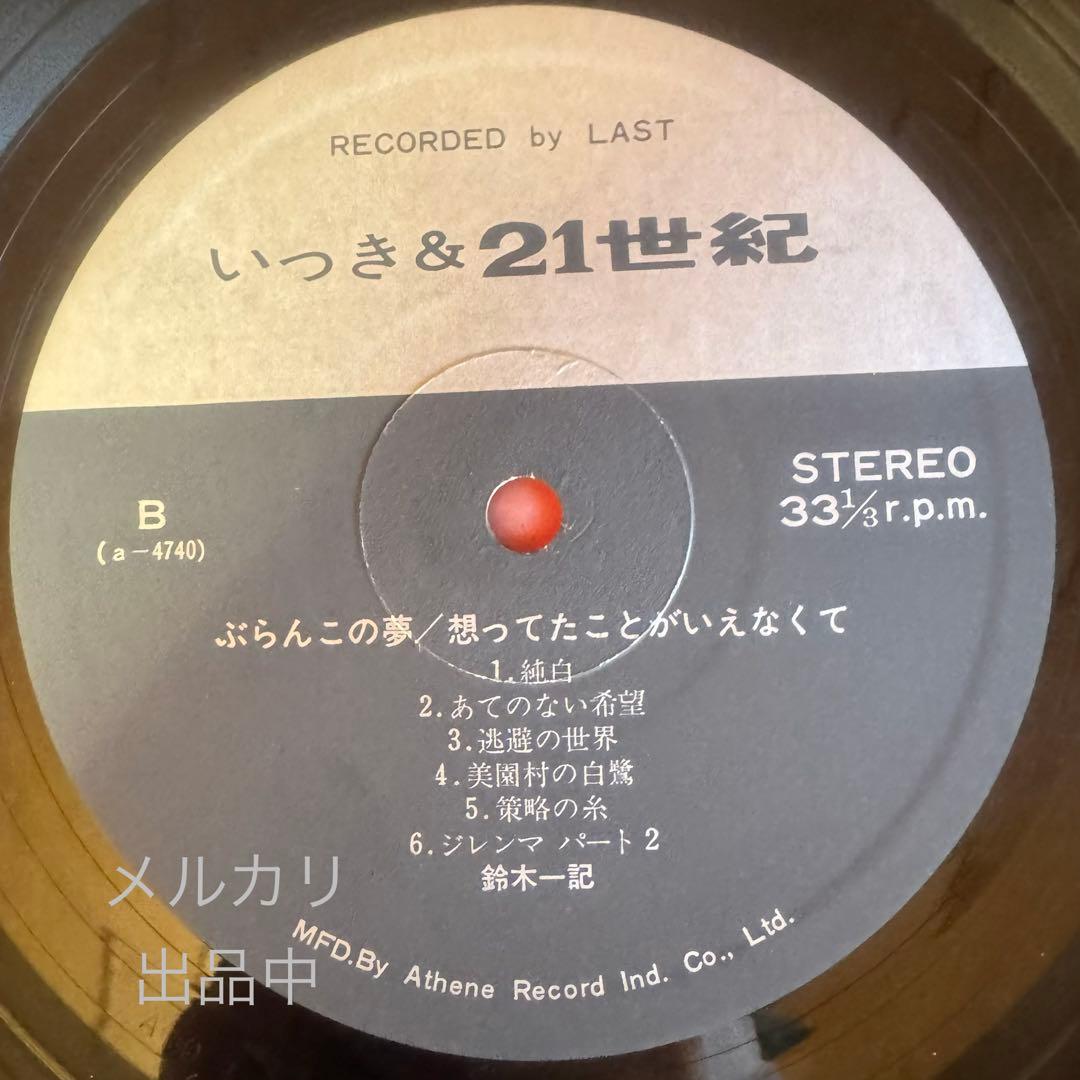 RECORDED by LAST
いっき&21世紀
STEREO
33⅓r.p.m.
B
(a-4740)
ぶらんこの夢/想ってたことがいえなくて
1.純白
2.あてのない希望
3.逃避の世界
4.美園村の白鷺
5.策略の糸
6.ジレンマ パート2
鈴木一記
MFD.By Athene Record Ind. Co., Ltd.
メルカリ
出品中